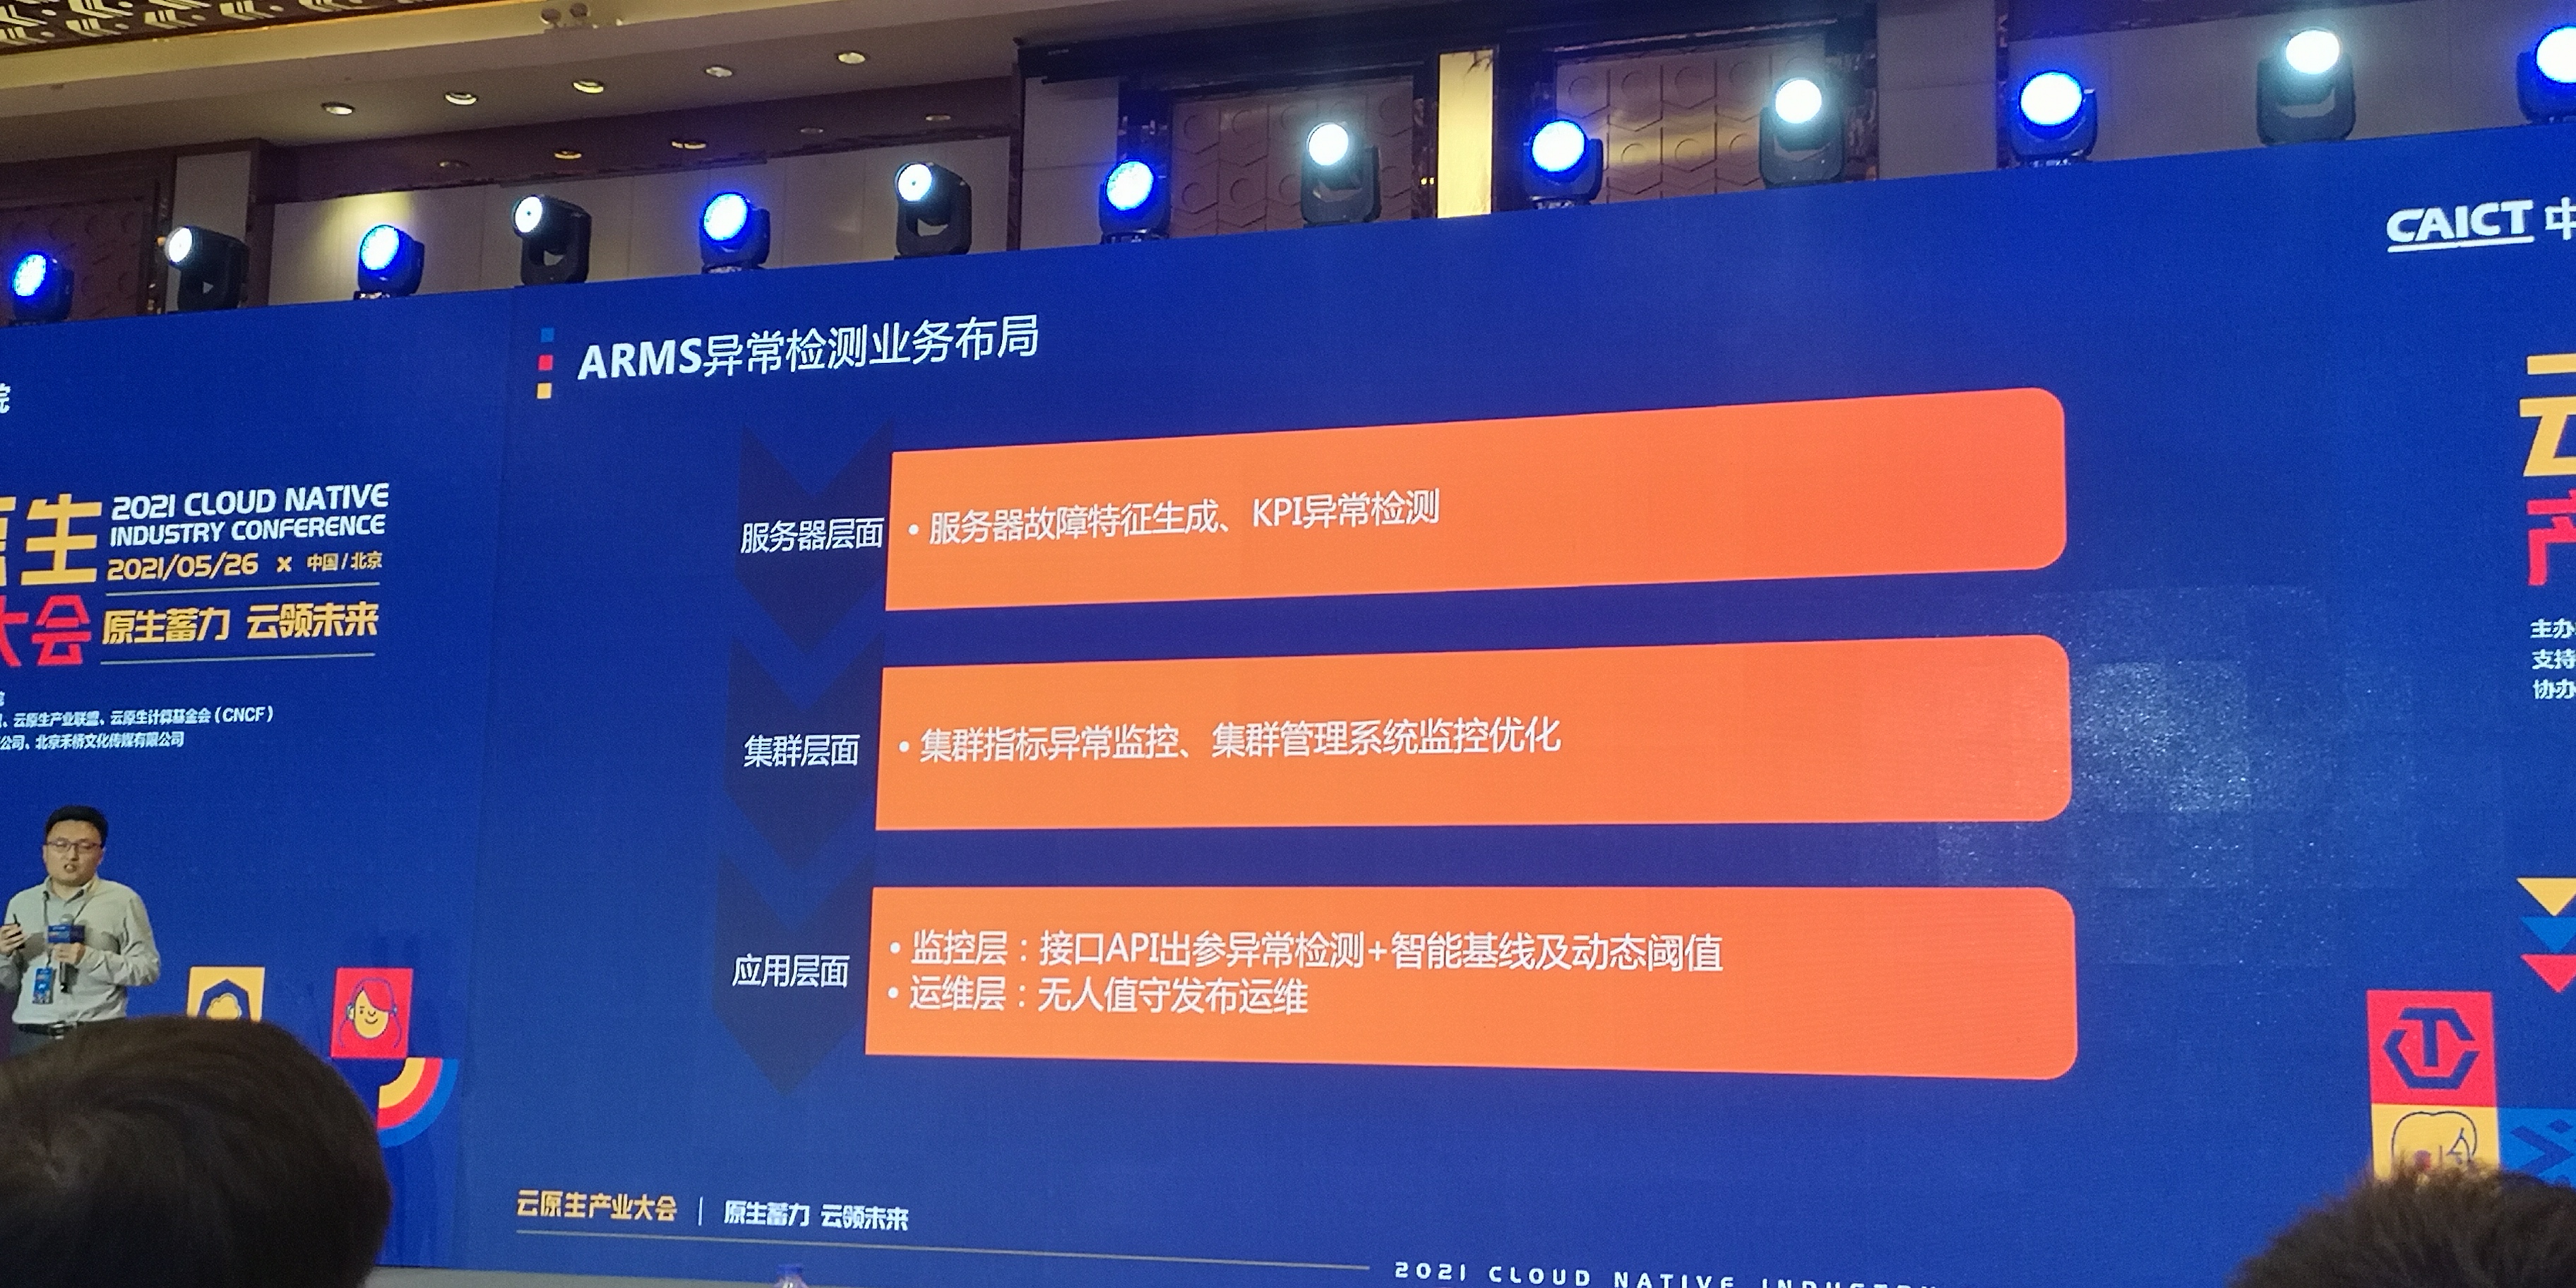 CAICT 中
院
原生
大会
2021 CLOUD NATIVE
INDUSTRY CONFERENCE
2021/05/26 x 中国/北京
原生蓄力 云领未来
院
、云原生产业联盟、云原生计算基金会(CNCF)
公司、北京禾桥文化传媒有限公司
ARMS异常检测业务布局
服务器层面
• 服务器故障特征生成、KPI异常检测
集群层面
• 集群指标异常监控、集群管理系统监控优化
应用层面
• 监控层：接口API出参异常检测+智能基线及动态阈值
• 运维层：无人值守发布运维
云
产
主办
支持
协办
云原生产业大会 | 原生蓄力 云领未来
2021 CLOUD NATIVE INDUSTRY